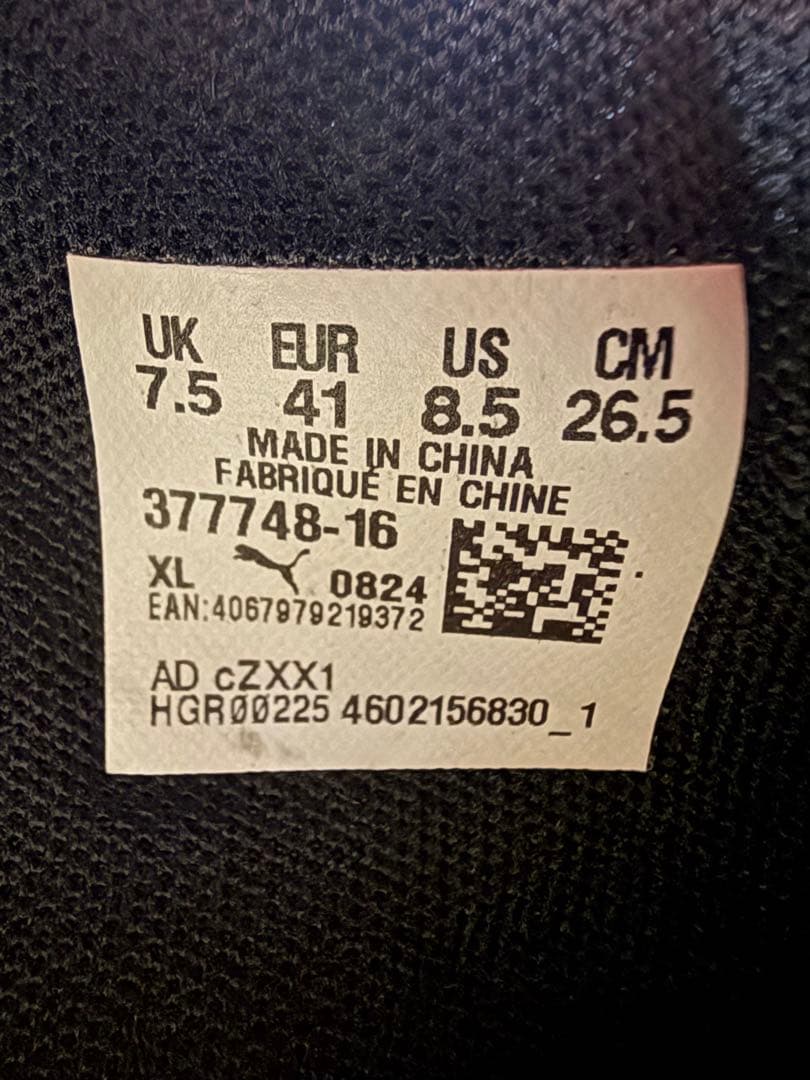 UK EUR US CM
7.5 41 8.5 26.5
MADE IN CHINA
FABRIQUÉ EN CHINE
377748-16
XL 0824
EAN:4067979219372
AD cZXX1
HGR00225 4602156830_1